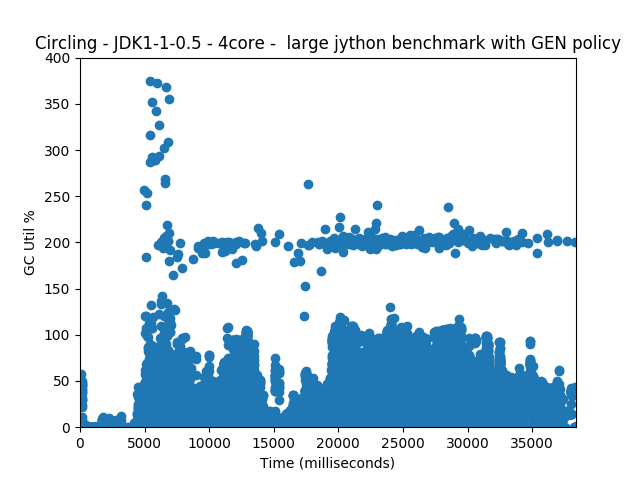 Circling - JDK1-1-0.5 - 4core -  large jython benchmark with GEN policy
400
350
300
250
200
150
100
50
0
GC Util %
0 5000 10000 15000 20000 25000 30000 35000
Time (milliseconds)